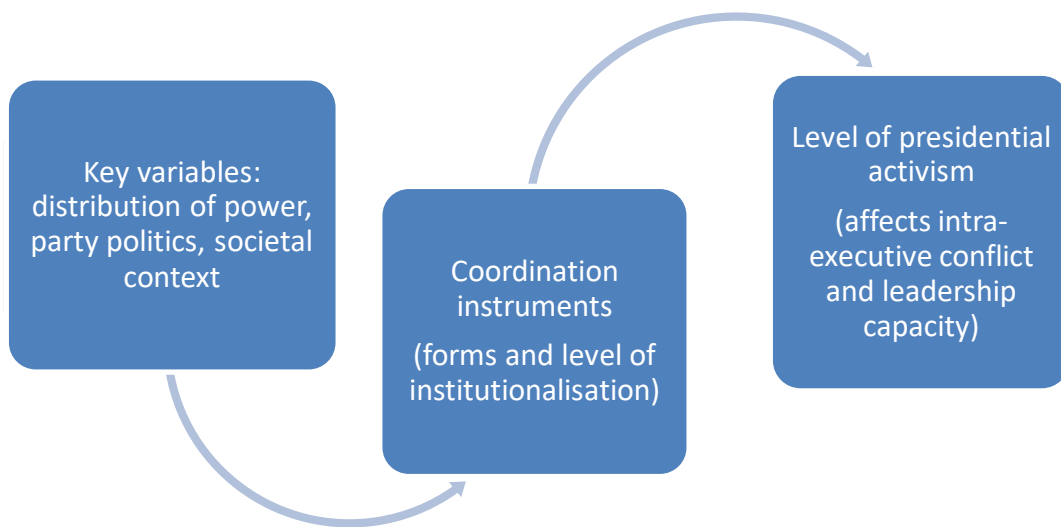 Key variables:
distribution of power,
party politics, societal
context
Coordination
instruments
(forms and level of
institutionalisation)
Level of presidential
activism
(affects intra-
executive conflict
and leadership
capacity)